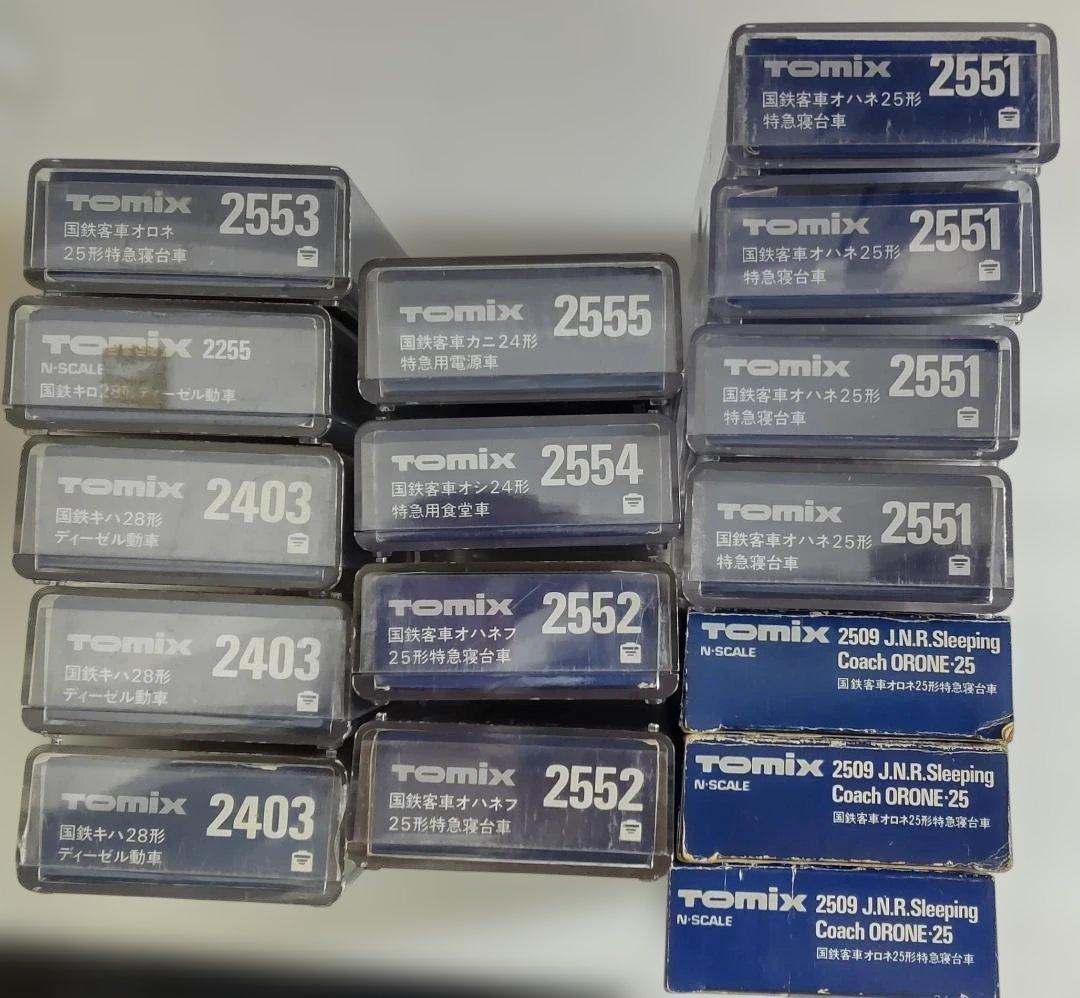 TOMIX 2553
国鉄客車オロネ
25形特急寝台車
TOMIX 2255
N·SCALE
国鉄キロ28形ディーゼル動車
TOMIX 2403
国鉄キハ28形
ディーゼル動車
TOMIX 2403
国鉄キハ28形
ディーゼル動車
TOMIX 2403
国鉄キハ28形
ディーゼル動車
TOMIX 2555
国鉄客車カニ24形
特急用電源車
TOMIX 2554
国鉄客車オシ24形
特急用食堂車
TOMIX 2552
国鉄客車オハネフ
25形特急寝台車
TOMIX 2552
国鉄客車オハネフ
25形特急寝台車
TOMIX 2551
国鉄客車オハネ25形
特急寝台車
TOMIX 2551
国鉄客車オハネ25形
特急寝台車
TOMIX 2551
国鉄客車オハネ25形
特急寝台車
TOMIX 2551
国鉄客車オハネ25形
特急寝台車
TOMIX 2509 J.N.R.Sleeping
N·SCALE Coach ORONE·25
国鉄客車オロネ25形特急寝台車
TOMIX 2509 J.N.R.Sleeping
N·SCALE Coach ORONE·25
国鉄客車オロネ25形特急寝台車
TOMIX 2509 J.N.R.Sleeping
N·SCALE Coach ORONE·25
国鉄客車オロネ25形特急寝台車